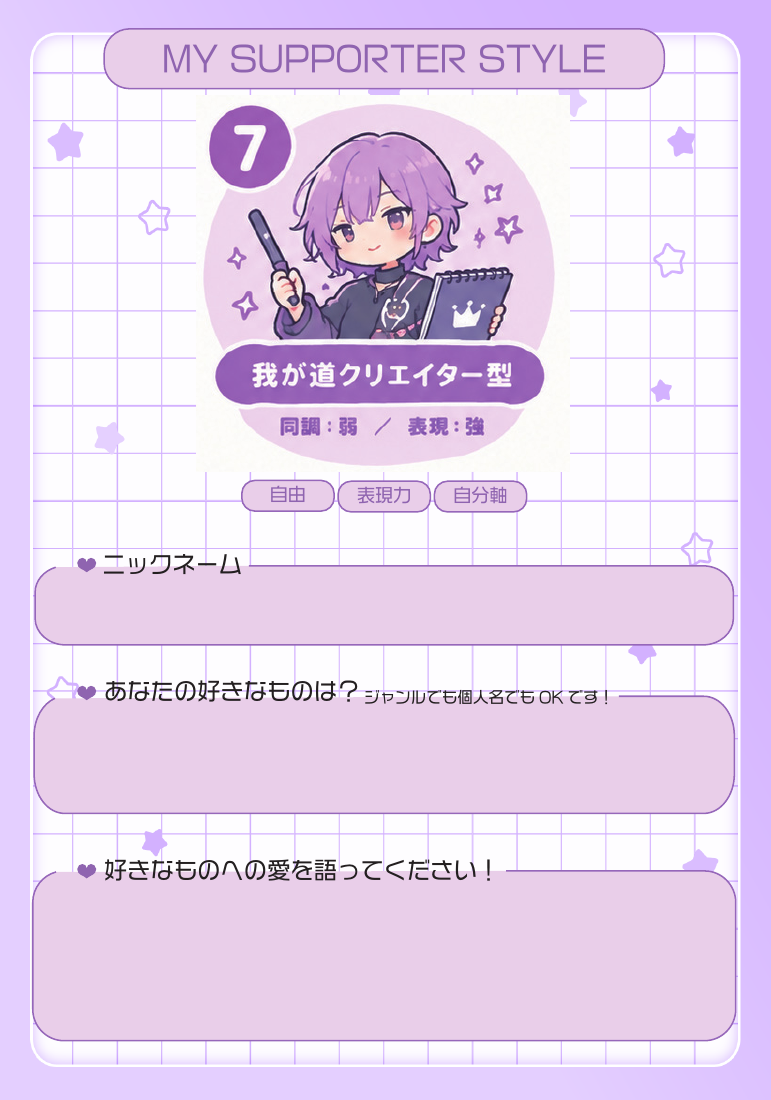 MY SUPPORTER STYLE
7
我が道クリエイター型
同調：弱 ／ 表現：強
自由 表現力 自分軸
ニックネーム
あなたの好きなものは？ ジャンルでも個人名でも OK です！
好きなものへの愛を語ってください！